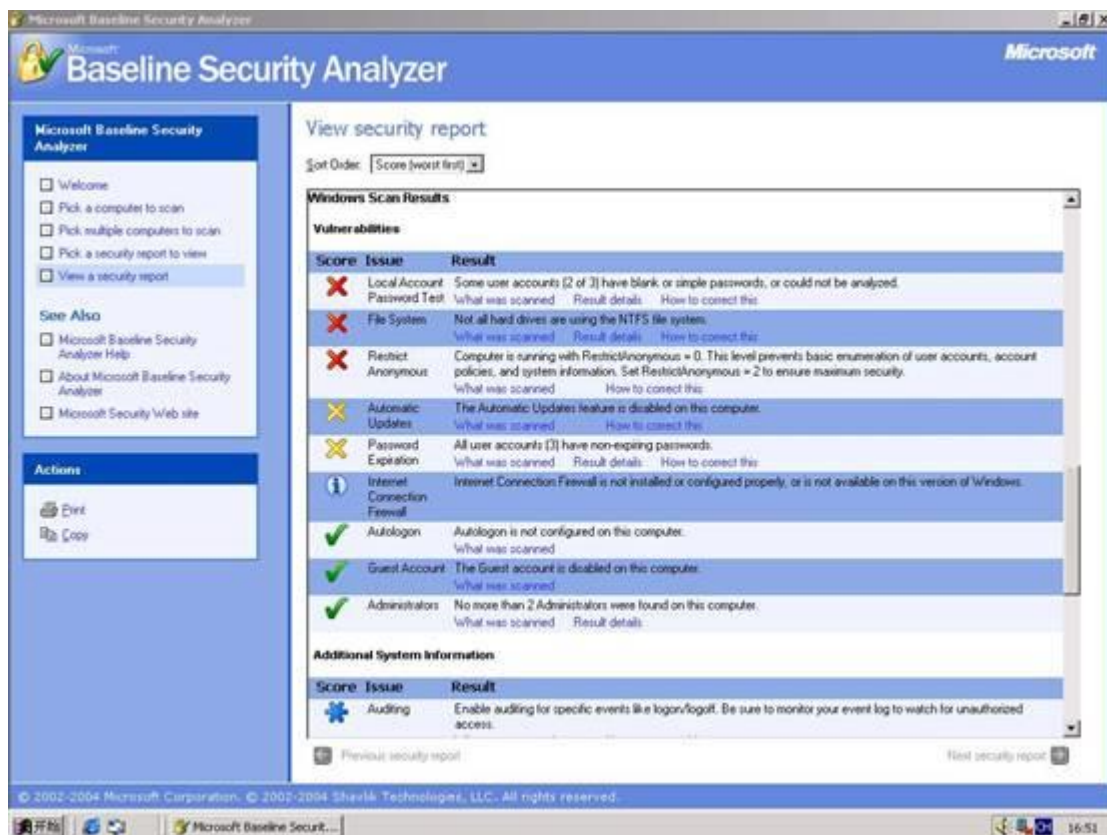 Microsoft Baseline Security Analyzer
Microsoft
Baseline Security Analyzer
Microsoft
Microsoft Baseline Security
Analyzer
Welcome
Pick a computer to scan
Pick multiple computers to scan
Pick a security report to view
View a security report
See Also
Microsoft Baseline Security
Analyzer Help
About Microsoft Baseline Security
Analyzer
Microsoft Security Web site
Actions
Print
Copy
View security report
Sort Order: Score (worst first)
Windows Scan Results
Vulnerabilities
Score Issue Result
Local Account Some user accounts (2 of 3) have blank or simple passwords, or could not be analyzed.
Password Test What was scanned Result details How to correct this
File System Not all hard drives are using the NTFS file system.
What was scanned Result details How to correct this
Restrict Computer is running with RestrictAnonymous = 0. This level prevents basic enumeration of user accounts, account
Anonymous policies, and system information. Set RestrictAnonymous = 2 to ensure maximum security.
What was scanned How to correct this
Automatic The Automatic Updates feature is disabled on this computer.
Updates What was scanned How to correct this
Password All user accounts (3) have non-expiring passwords.
Expiration What was scanned Result details How to correct this
Internet Internet Connection Firewall is not installed or configured properly, or is not available on this version of Windows.
Connection
Firewall
Autologon Autologon is not configured on this computer.
What was scanned
Guest Account The Guest account is disabled on this computer.
What was scanned
Administrators No more than 2 Administrators were found on this computer.
What was scanned Result details
Additional System Information
Score Issue Result
Auditing Enable auditing for specific events like logon/logoff. Be sure to monitor your event log to watch for unauthorized
access.
Previous security report Next security report
© 2002-2004 Microsoft Corporation. © 2002-2004 Shavlik Technologies, LLC. All rights reserved.
开始 Microsoft Baseline Securit... CH 16:51